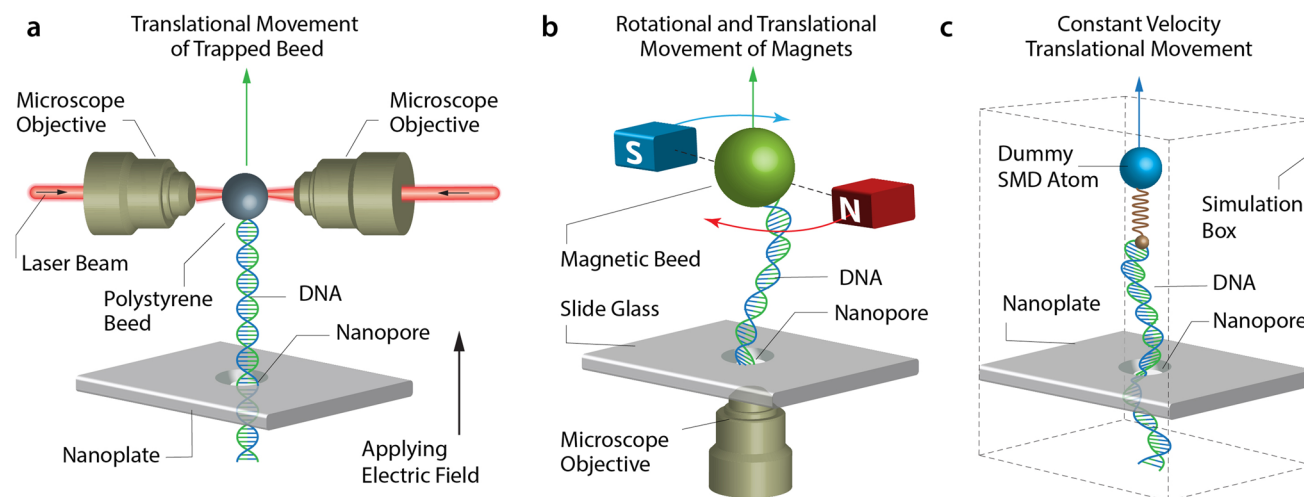 a
Translational Movement
of Trapped Beed
Microscope
Objective
Microscope
Objective
Laser Beam
Polystyrene
Beed
DNA
Nanopore
Nanoplate
Applying
Electric Field
b
Rotational and Translational
Movement of Magnets
S
N
Magnetic Beed
DNA
Slide Glass
Nanopore
Microscope
Objective
c
Constant Velocity
Translational Movement
Dummy
SMD Atom
Simulation
Box
DNA
Nanoplate
Nanopore